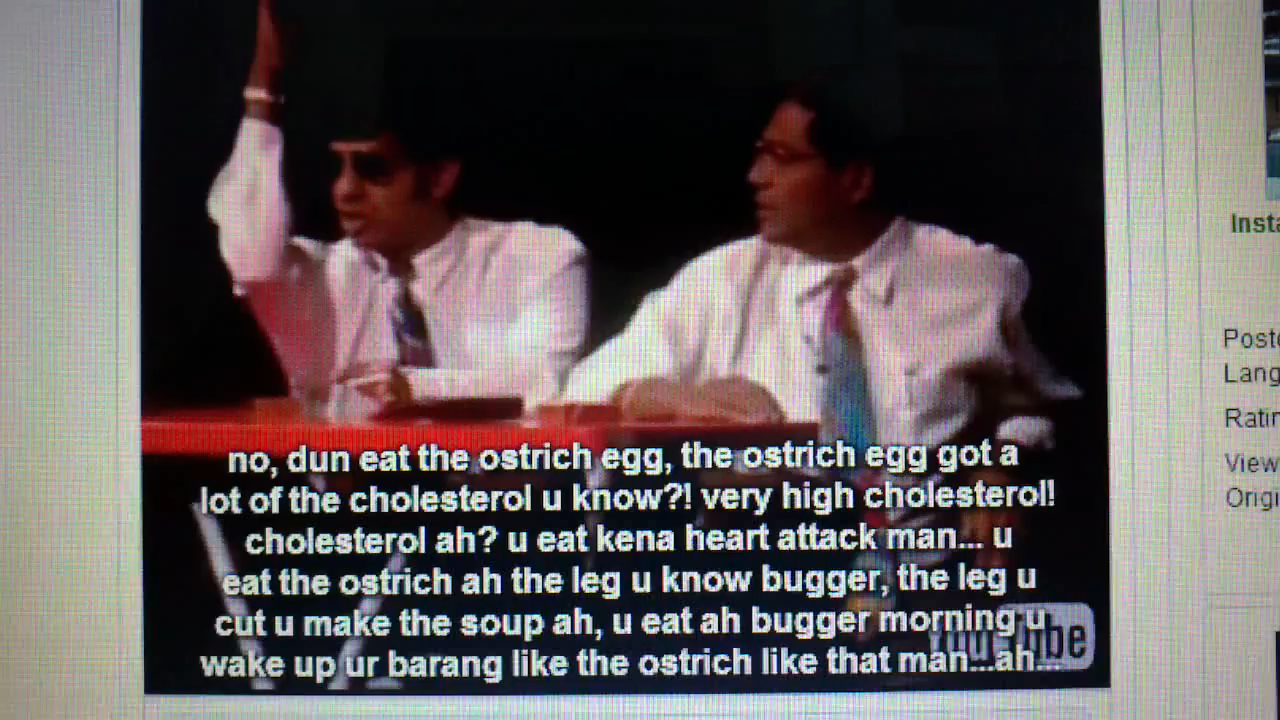 no, dun eat the ostrich egg, the ostrich egg got a
lot of the cholesterol u know?! very high cholesterol!
cholesterol ah? u eat kena heart attack man... u
eat the ostrich ah the leg u know bugger, the leg u
cut u make the soup ah, u eat ah bugger morning u
wake up ur barang like the ostrich like that man...ah...
YouTube
Insta
Poste
Lang
Ratin
View
Origi